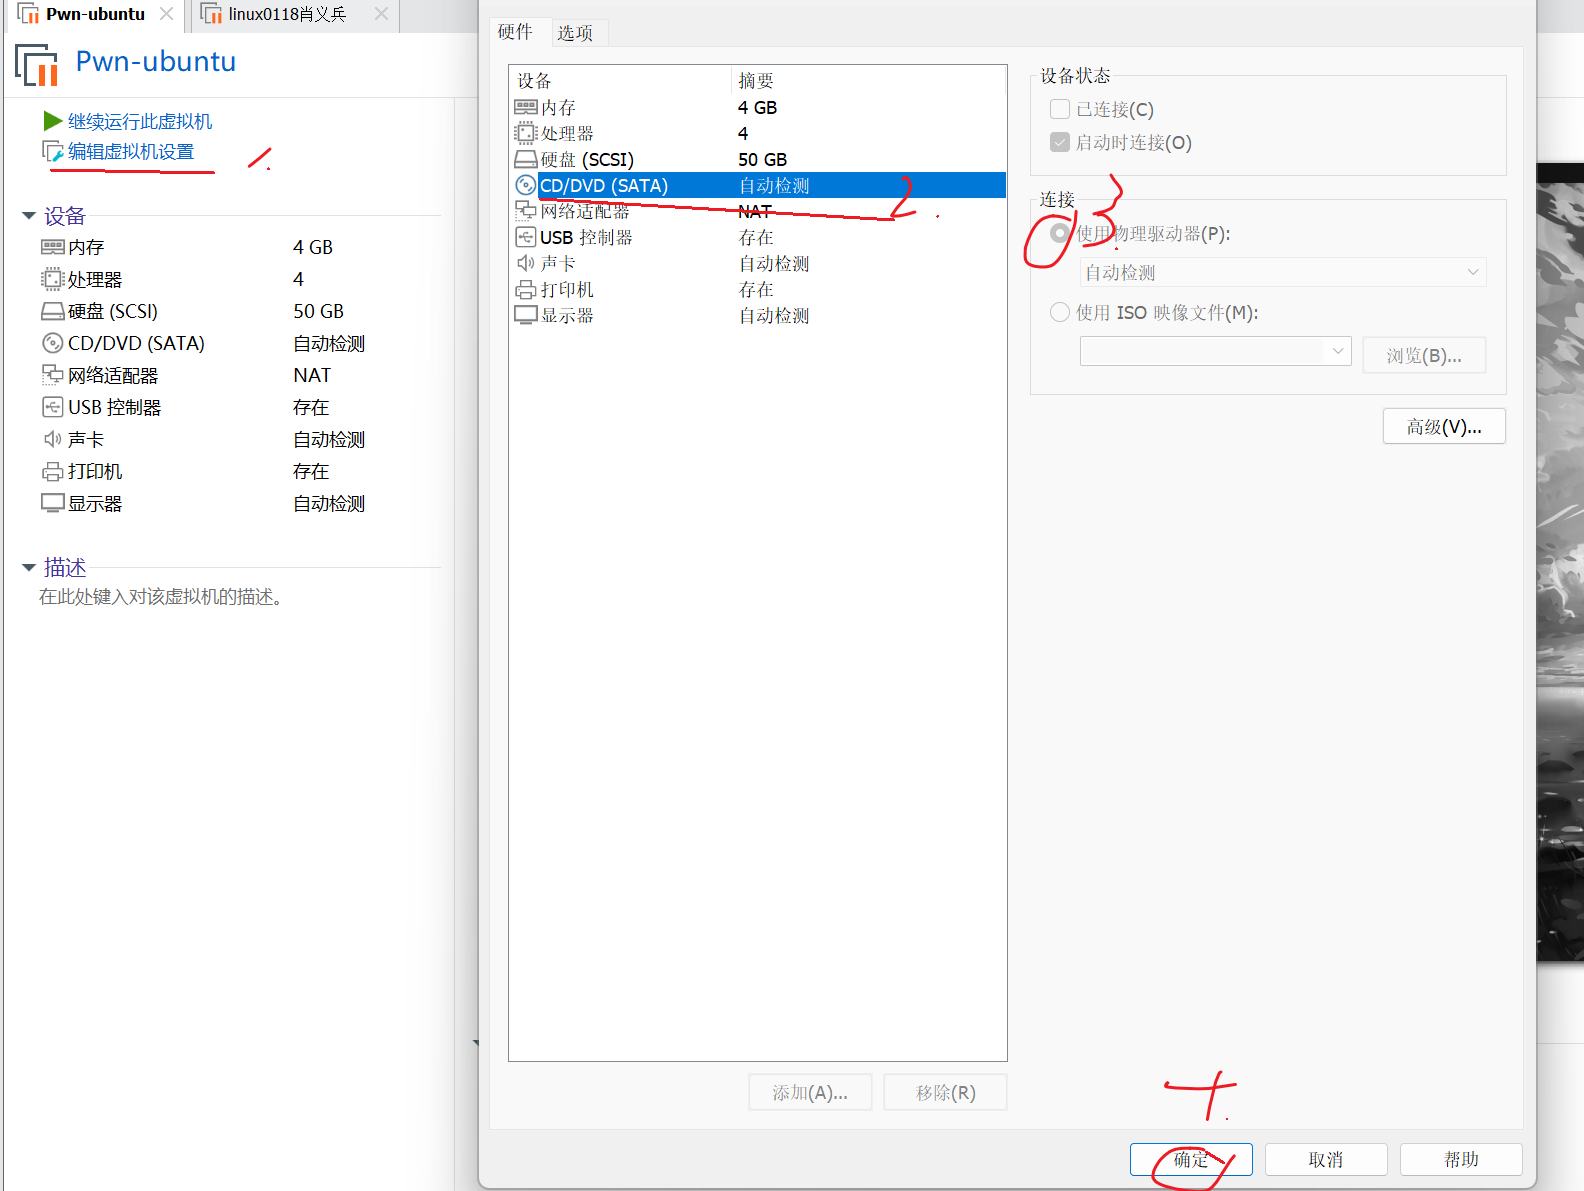 Pwn-ubuntu
linux0118肖义兵
Pwn-ubuntu
继续运行此虚拟机
编辑虚拟机设置
1.
设备
内存 4 GB
处理器 4
硬盘 (SCSI) 50 GB
CD/DVD (SATA) 自动检测
网络适配器 NAT
USB 控制器 存在
声卡 自动检测
打印机 存在
显示器 自动检测
描述
在此处键入对该虚拟机的描述。
硬件 选项
设备 摘要
内存 4 GB
处理器 4
硬盘 (SCSI) 50 GB
CD/DVD (SATA) 自动检测
2.
网络适配器 NAT
USB 控制器 存在
声卡 自动检测
打印机 存在
显示器 自动检测
添加(A)... 移除(R)
设备状态
已连接(C)
启动时连接(O)
连接
3.
使用物理驱动器(P):
自动检测
使用 ISO 映像文件(M):
浏览(B)...
高级(V)...
4.
确定 取消 帮助